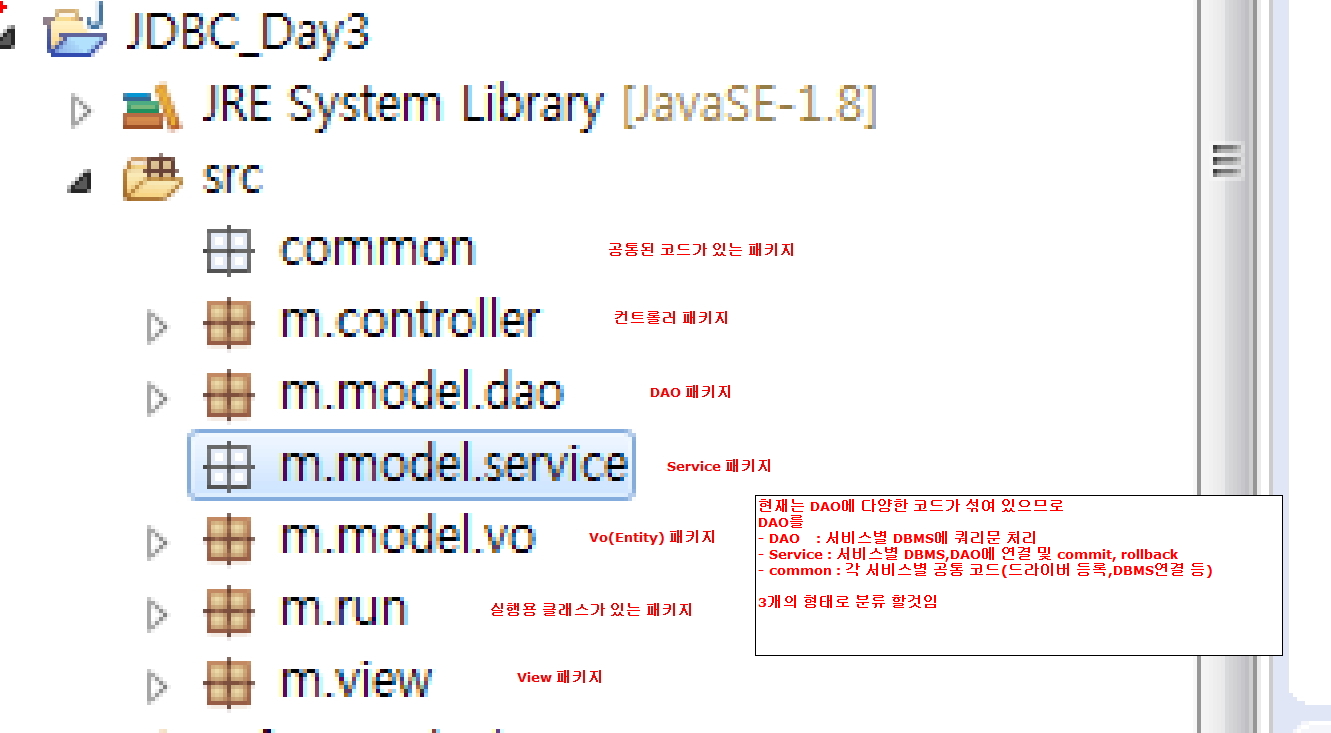 JDBC_Day3
JRE System Library [JavaSE-1.8]
src
common 공통된 코드가 있는 패키지
m.controller 컨트롤러 패키지
m.model.dao DAO 패키지
m.model.service Service 패키지
현재는 DAO에 다양한 코드가 섞여 있으므로
DAO를
- DAO : 서비스별 DBMS에 쿼리문 처리
- Service : 서비스별 DBMS,DAO에 연결 및 commit, rollback
- common : 각 서비스별 공통 코드(드라이버 등록,DBMS연결 등)
3개의 형태로 분류 할것임
m.model.vo Vo(Entity) 패키지
m.run 실행용 클래스가 있는 패키지
m.view View 패키지